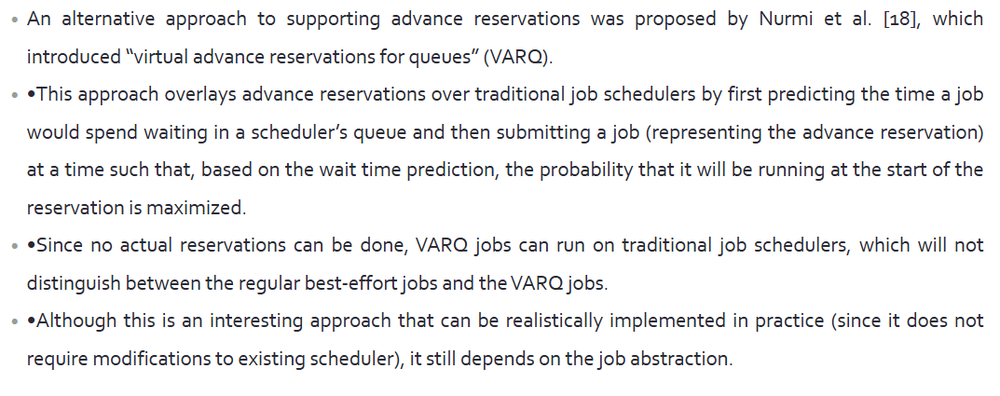 • An alternative approach to supporting advance reservations was proposed by Nurmi et al. [18], which
introduced “virtual advance reservations for queues” (VARQ).
• •This approach overlays advance reservations over traditional job schedulers by first predicting the time a job
would spend waiting in a scheduler’s queue and then submitting a job (representing the advance reservation)
at a time such that, based on the wait time prediction, the probability that it will be running at the start of the
reservation is maximized.
• •Since no actual reservations can be done, VARQ jobs can run on traditional job schedulers, which will not
distinguish between the regular best-effort jobs and the VARQ jobs.
• •Although this is an interesting approach that can be realistically implemented in practice (since it does not
require modifications to existing scheduler), it still depends on the job abstraction.